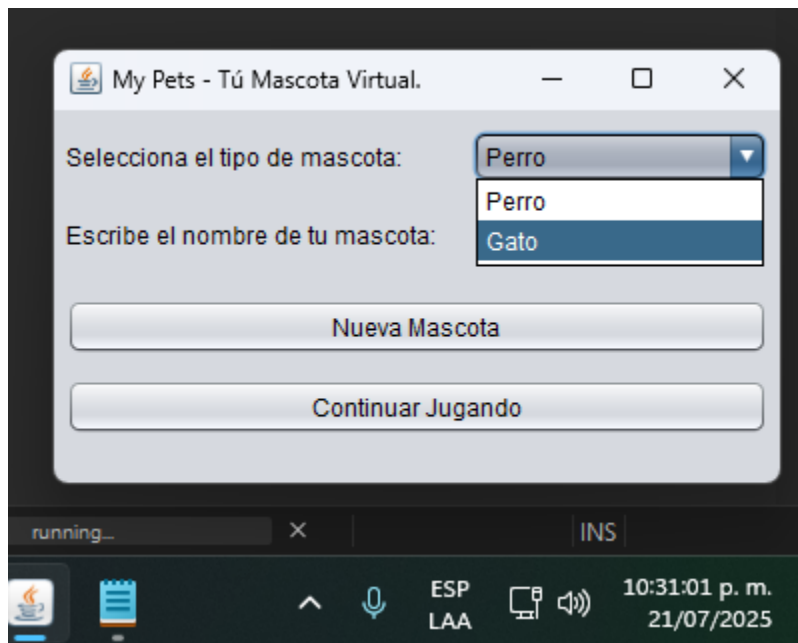 My Pets - Tú Mascota Virtual.
Selecciona el tipo de mascota: Perro
Perro
Escribe el nombre de tu mascota: Gato
Nueva Mascota
Continuar Jugando
running... INS
ESP 10:31:01 p. m.
LAA 21/07/2025